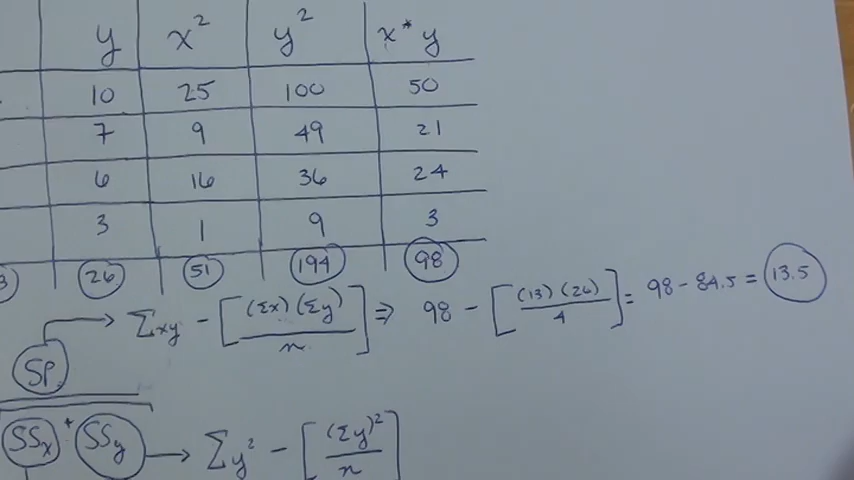 y x² y² x*y
10 25 100 50
7 9 49 21
6 16 36 24
3 1 9 3
3 26 51 194 98
SP → Σxy - [(Σx)(Σy)/n] ⇒ 98 - [(13)(26)/4] = 98 - 84.5 = 13.5
SSx * SSy → Σy² - [(Σy)²/n]